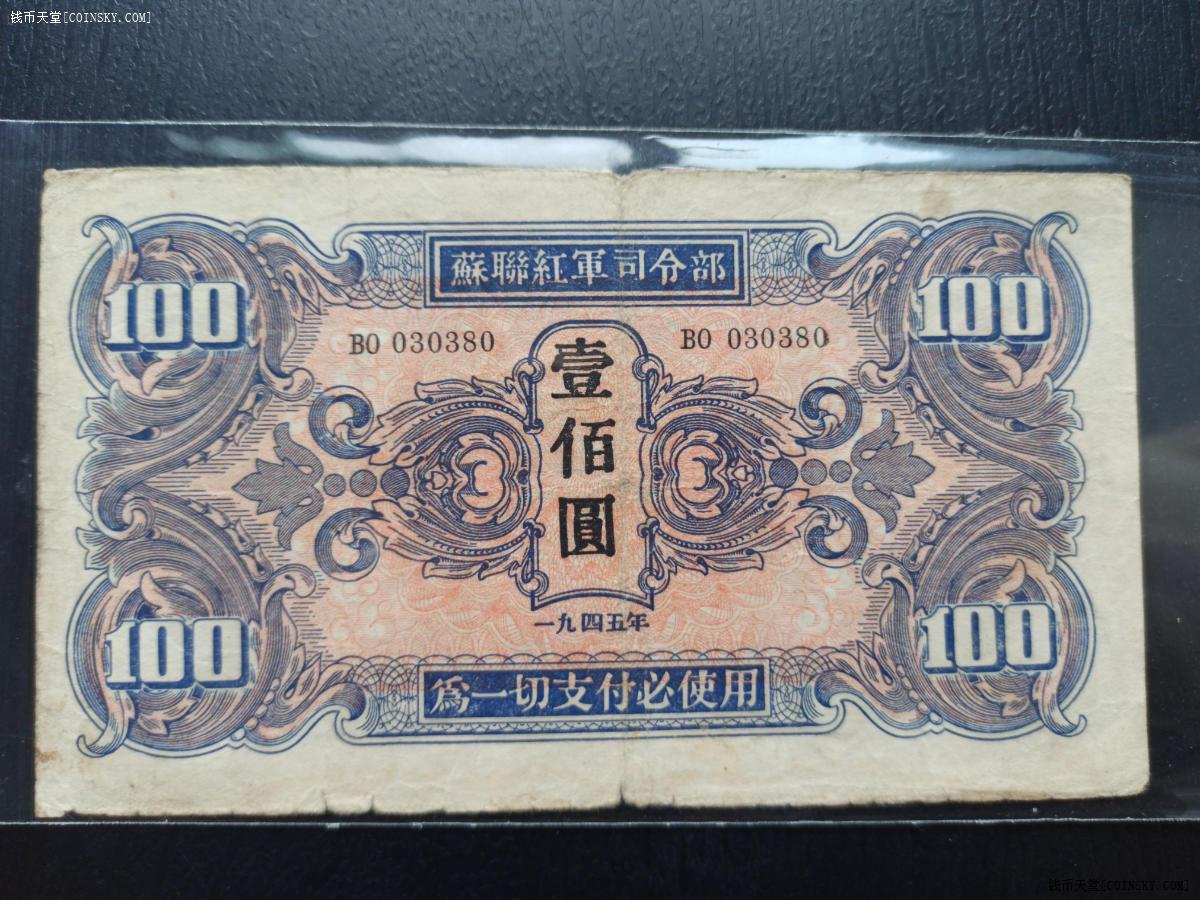 钱币天堂[COINSKY.COM]
蘇聯紅軍司令部
100 100
BO 030380 BO 030380
壹佰圓
一九四五年
100 100
爲一切支付必使用
钱币天堂[COINSKY.COM]